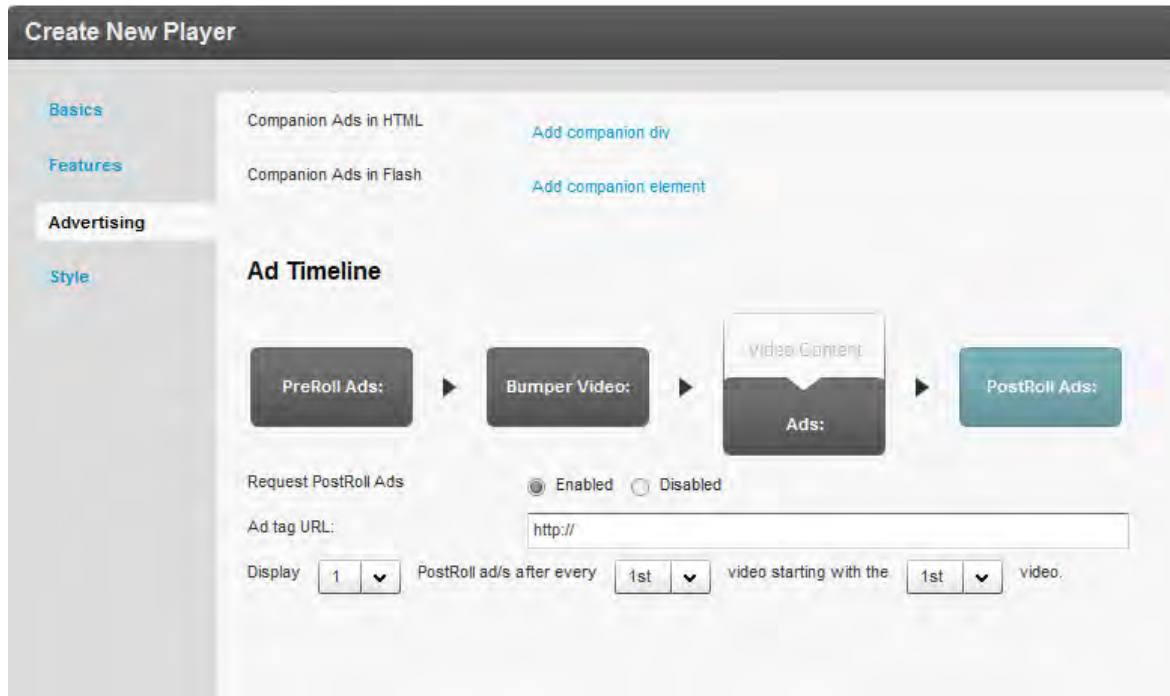 Create New Player
Basics
Features
Advertising
Style
Companion Ads in HTML Add companion div
Companion Ads in Flash Add companion element
Ad Timeline
PreRoll Ads:
Bumper Video:
Video Content
Ads:
PostRoll Ads:
Request PostRoll Ads Enabled Disabled
Ad tag URL: http://
Display 1 PostRoll ad/s after every 1st video starting with the 1st video.